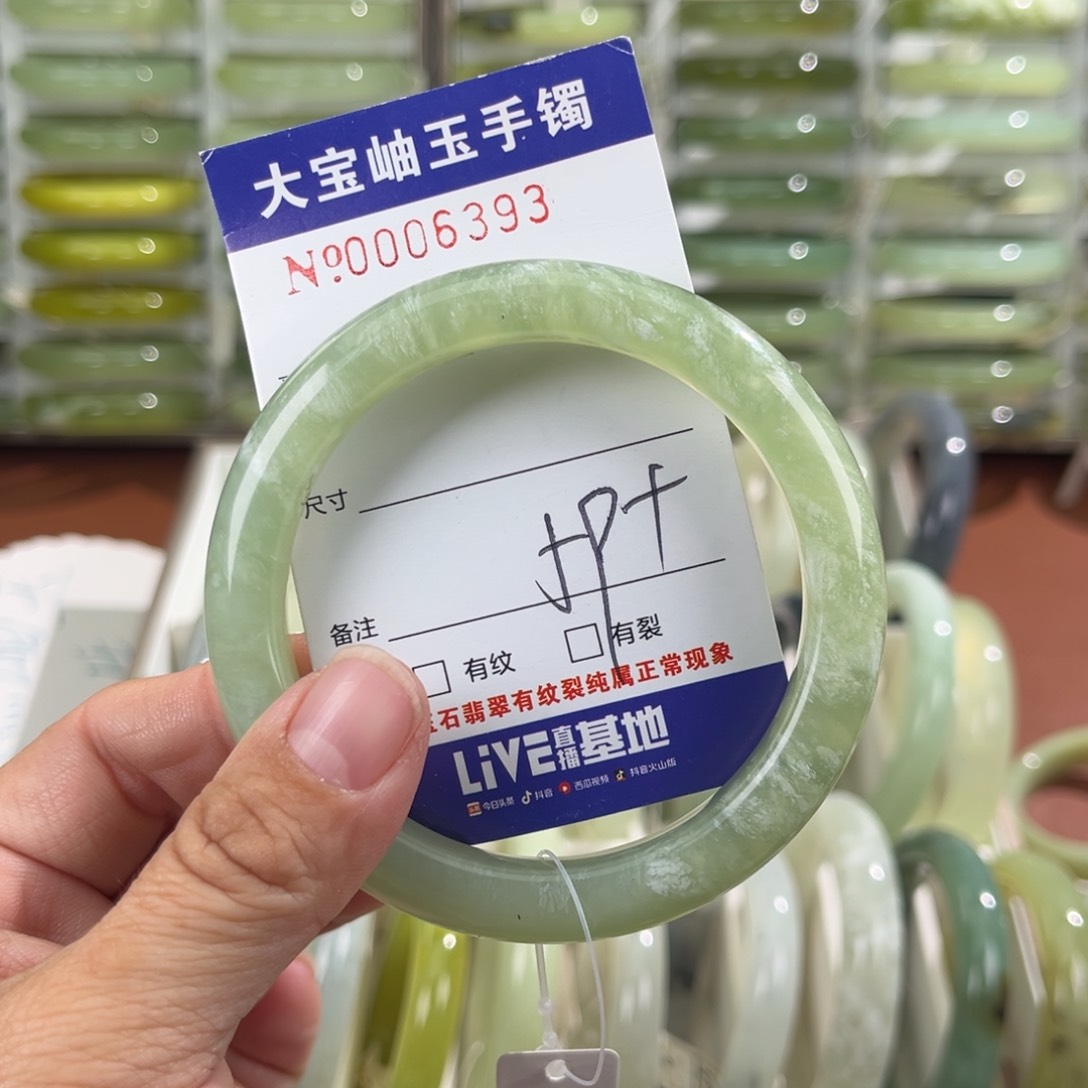 大宝岫玉手镯
Nº0006393
尺寸
备注
有纹 有裂
玉石翡翠有纹裂纯属正常现象
LiVE直播基地
今日头条 抖音 西瓜视频 抖音火山版